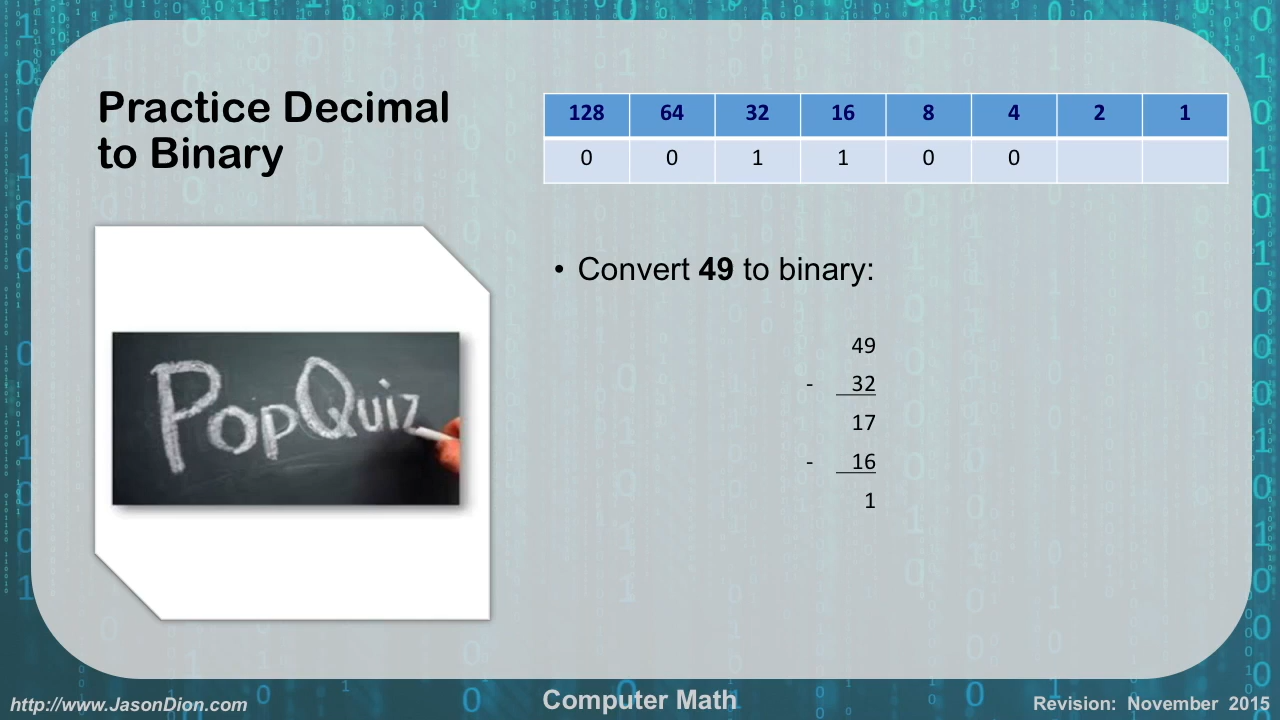 Practice Decimal
to Binary
128 64 32 16 8 4 2 1
0 0 1 1 0 0
• Convert 49 to binary:
49
- 32
17
- 16
1
PopQuiz
http://www.JasonDion.com
Computer Math
Revision: November 2015